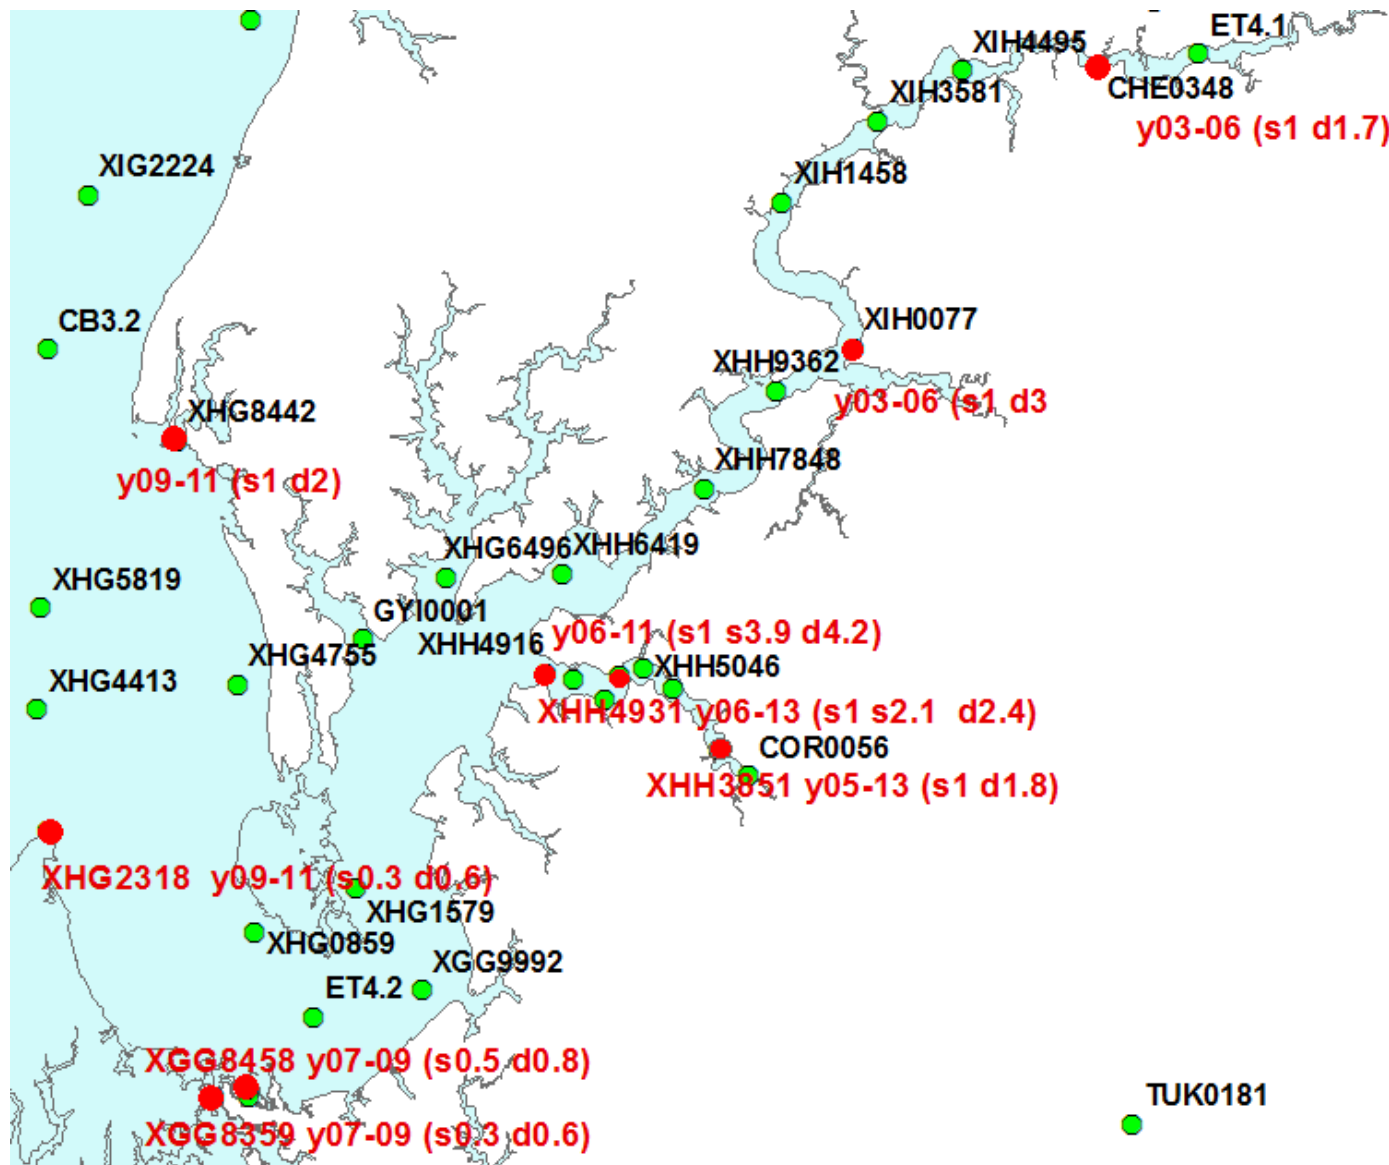 ET4.1
XIH4495
CHE0348
XIH3581
y03-06 (s1 d1.7)
XIG2224
XIH1458
CB3.2
XIH0077
XHH9362
y03-06 (s1 d3
XHG8442
y09-11 (s1 d2)
XHH7848
XHG6496
XHH6419
XHG5819
GYI0001
XHH4916
y06-11 (s1 s3.9 d4.2)
XHG4755
XHH5046
XHG4413
XHH4931 y06-13 (s1 s2.1 d2.4)
COR0056
XHH3851 y05-13 (s1 d1.8)
XHG2318 y09-11 (s0.3 d0.6)
XHG1579
XHG0859
XGG9992
ET4.2
XGG8458 y07-09 (s0.5 d0.8)
TUK0181
XGG8359 y07-09 (s0.3 d0.6)